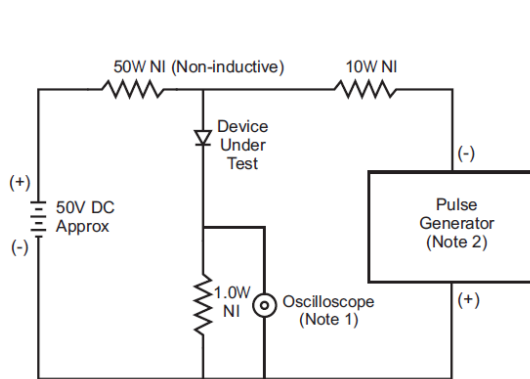 50W NI (Non-inductive)
10W NI
Device
Under
Test
(+)
50V DC
Approx
(-)
(-)
Pulse
Generator
(Note 2)
(+)
1.0W
NI
Oscilloscope
(Note 1)